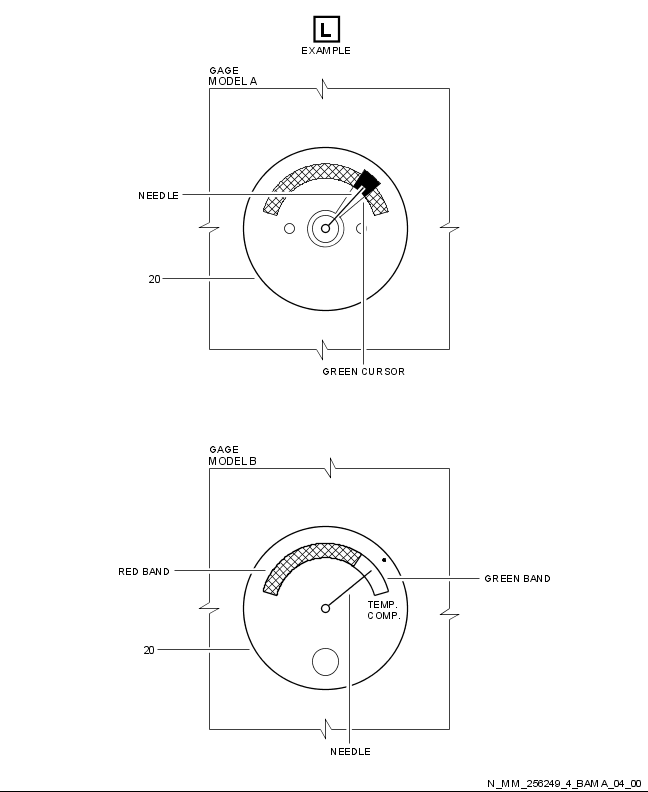 L
EXAMPLE
GAGE
MODEL A
NEEDLE
20
GREEN CURSOR
GAGE
MODEL B
RED BAND
GREEN BAND
TEMP.
COMP.
20
NEEDLE
N_MM_256249_4_BAMA_04_00